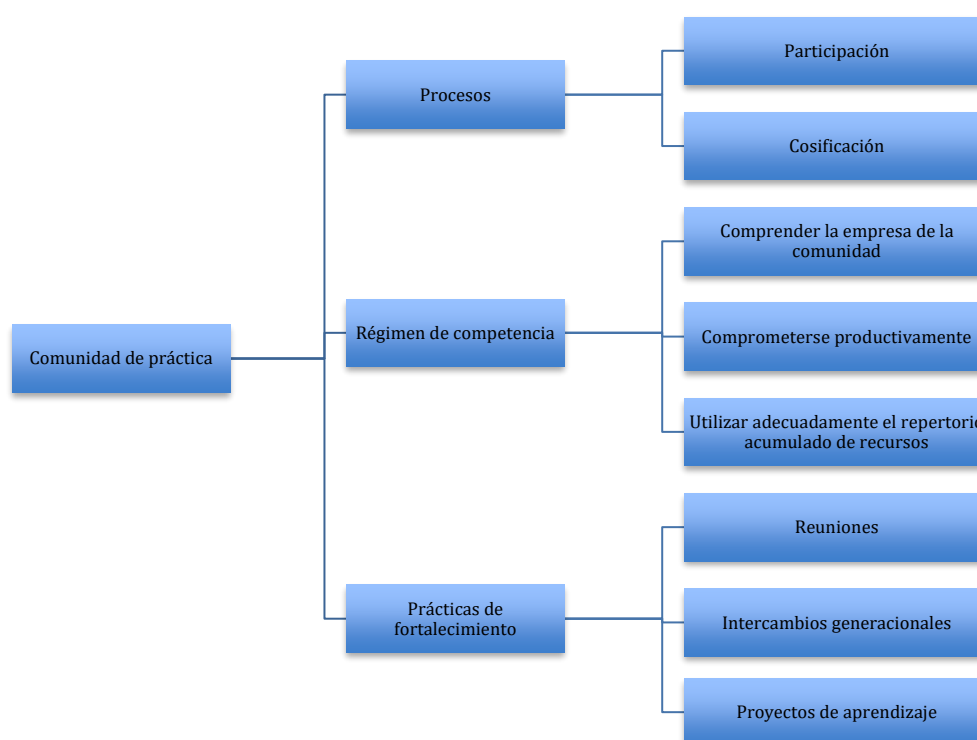 Comunidad de práctica
Procesos
Participación
Cosificación
Régimen de competencia
Comprender la empresa de la
comunidad
Comprometerse productivamente
Utilizar adecuadamente el repertorio
acumulado de recursos
Prácticas de
fortalecimiento
Reuniones
Intercambios generacionales
Proyectos de aprendizaje